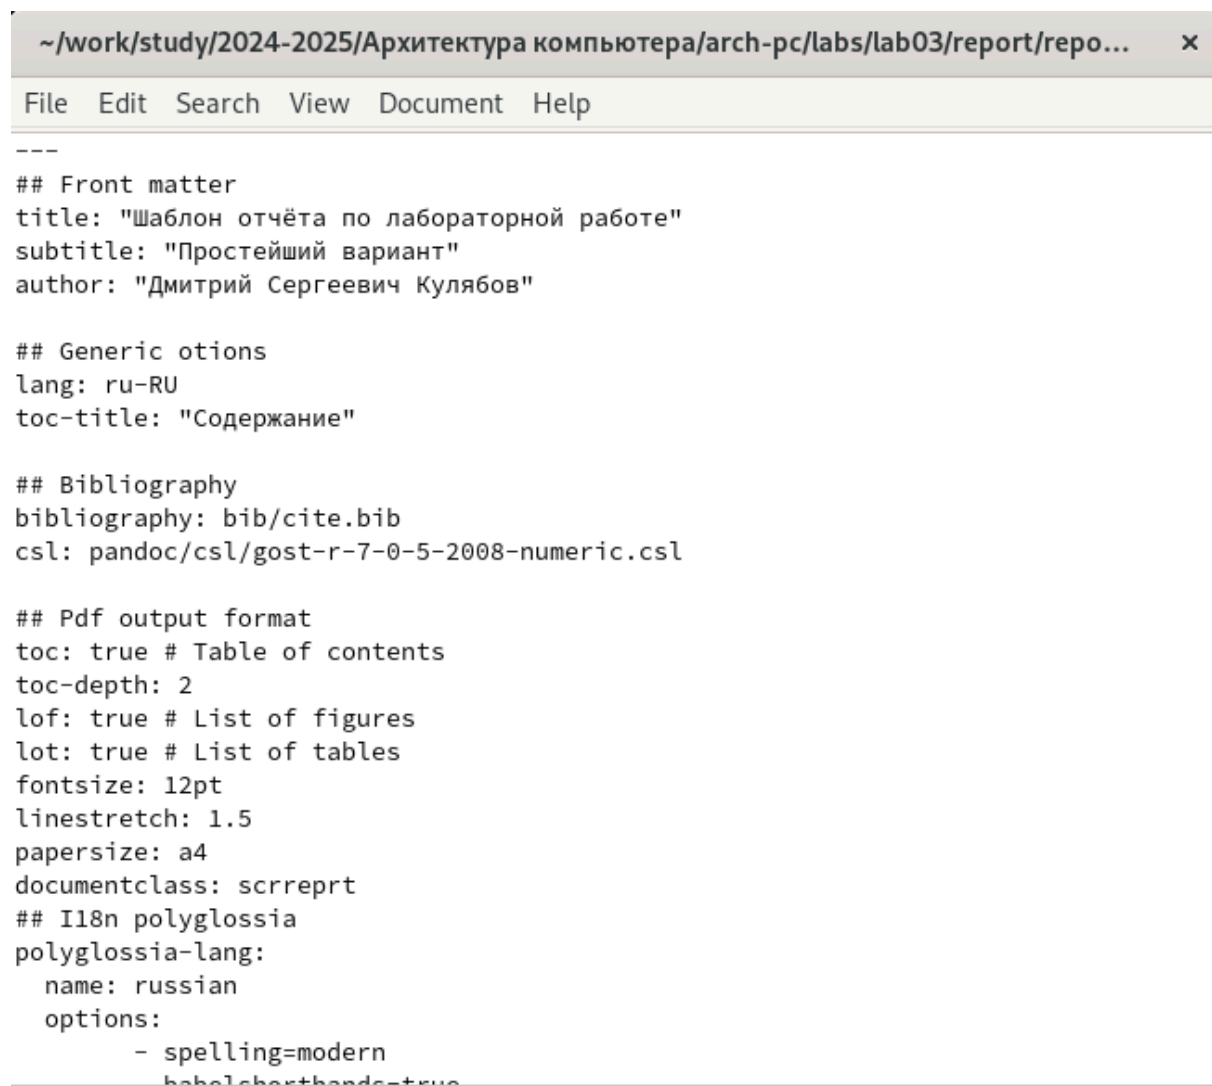 ~/work/study/2024-2025/Архитектура компьютера/arch-pc/labs/lab03/report/repo...
File Edit Search View Document Help
---
## Front matter
title: "Шаблон отчёта по лабораторной работе"
subtitle: "Простейший вариант"
author: "Дмитрий Сергеевич Кулябов"

## Generic otions
lang: ru-RU
toc-title: "Содержание"

## Bibliography
bibliography: bib/cite.bib
csl: pandoc/csl/gost-r-7-0-5-2008-numeric.csl

## Pdf output format
toc: true # Table of contents
toc-depth: 2
lof: true # List of figures
lot: true # List of tables
fontsize: 12pt
linestretch: 1.5
papersize: a4
documentclass: scrreprt
## I18n polyglossia
polyglossia-lang:
  name: russian
  options:
        - spelling=modern
        - babelshorthands=true